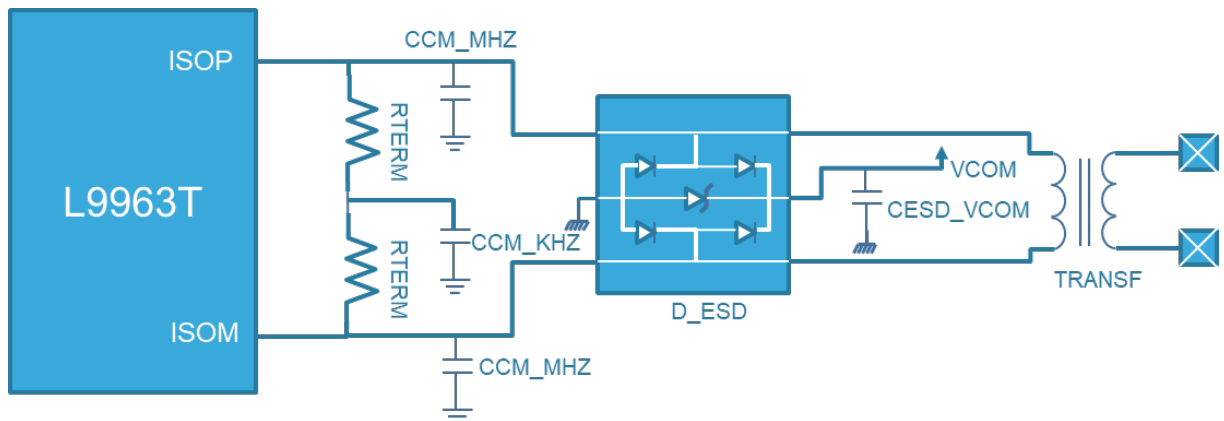 CCM_MHZ
ISOP
RTERM
L9963T
VCOM
CESD_VCOM
CCM_KHZ
RTERM
TRANSF
D_ESD
ISOM
CCM_MHZ